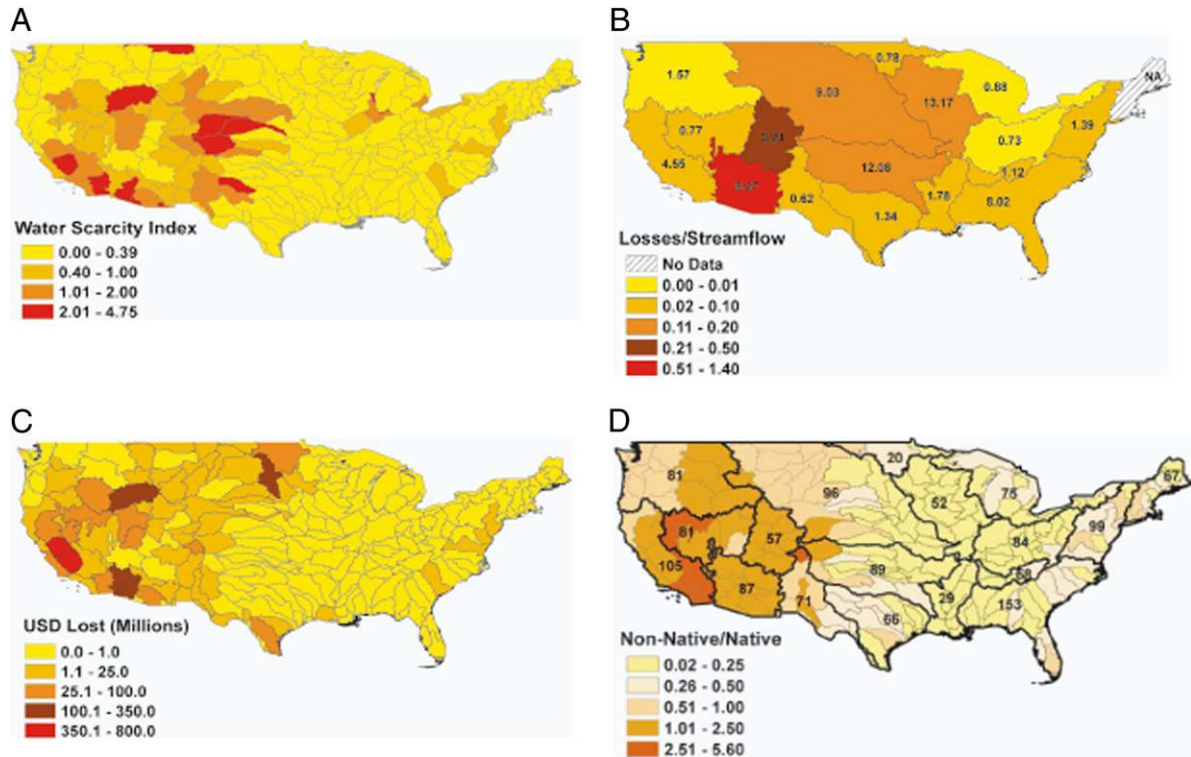 A
Water Scarcity Index
0.00 - 0.39
0.40 - 1.00
1.01 - 2.00
2.01 - 4.75
B
1.57
9.03
0.78
0.88
NA
13.17
0.77
0.73
1.39
4.55
12.08
1.12
0.62
1.34
1.78
8.02
Losses/Streamflow
No Data
0.00 - 0.01
0.02 - 0.10
0.11 - 0.20
0.21 - 0.50
0.51 - 1.40
C
USD Lost (Millions)
0.0 - 1.0
1.1 - 25.0
25.1 - 100.0
100.1 - 350.0
350.1 - 800.0
D
81
20
96
52
75
67
99
81
57
84
105
87
71
89
66
29
153
Non-Native/Native
0.02 - 0.25
0.26 - 0.50
0.51 - 1.00
1.01 - 2.50
2.51 - 5.60